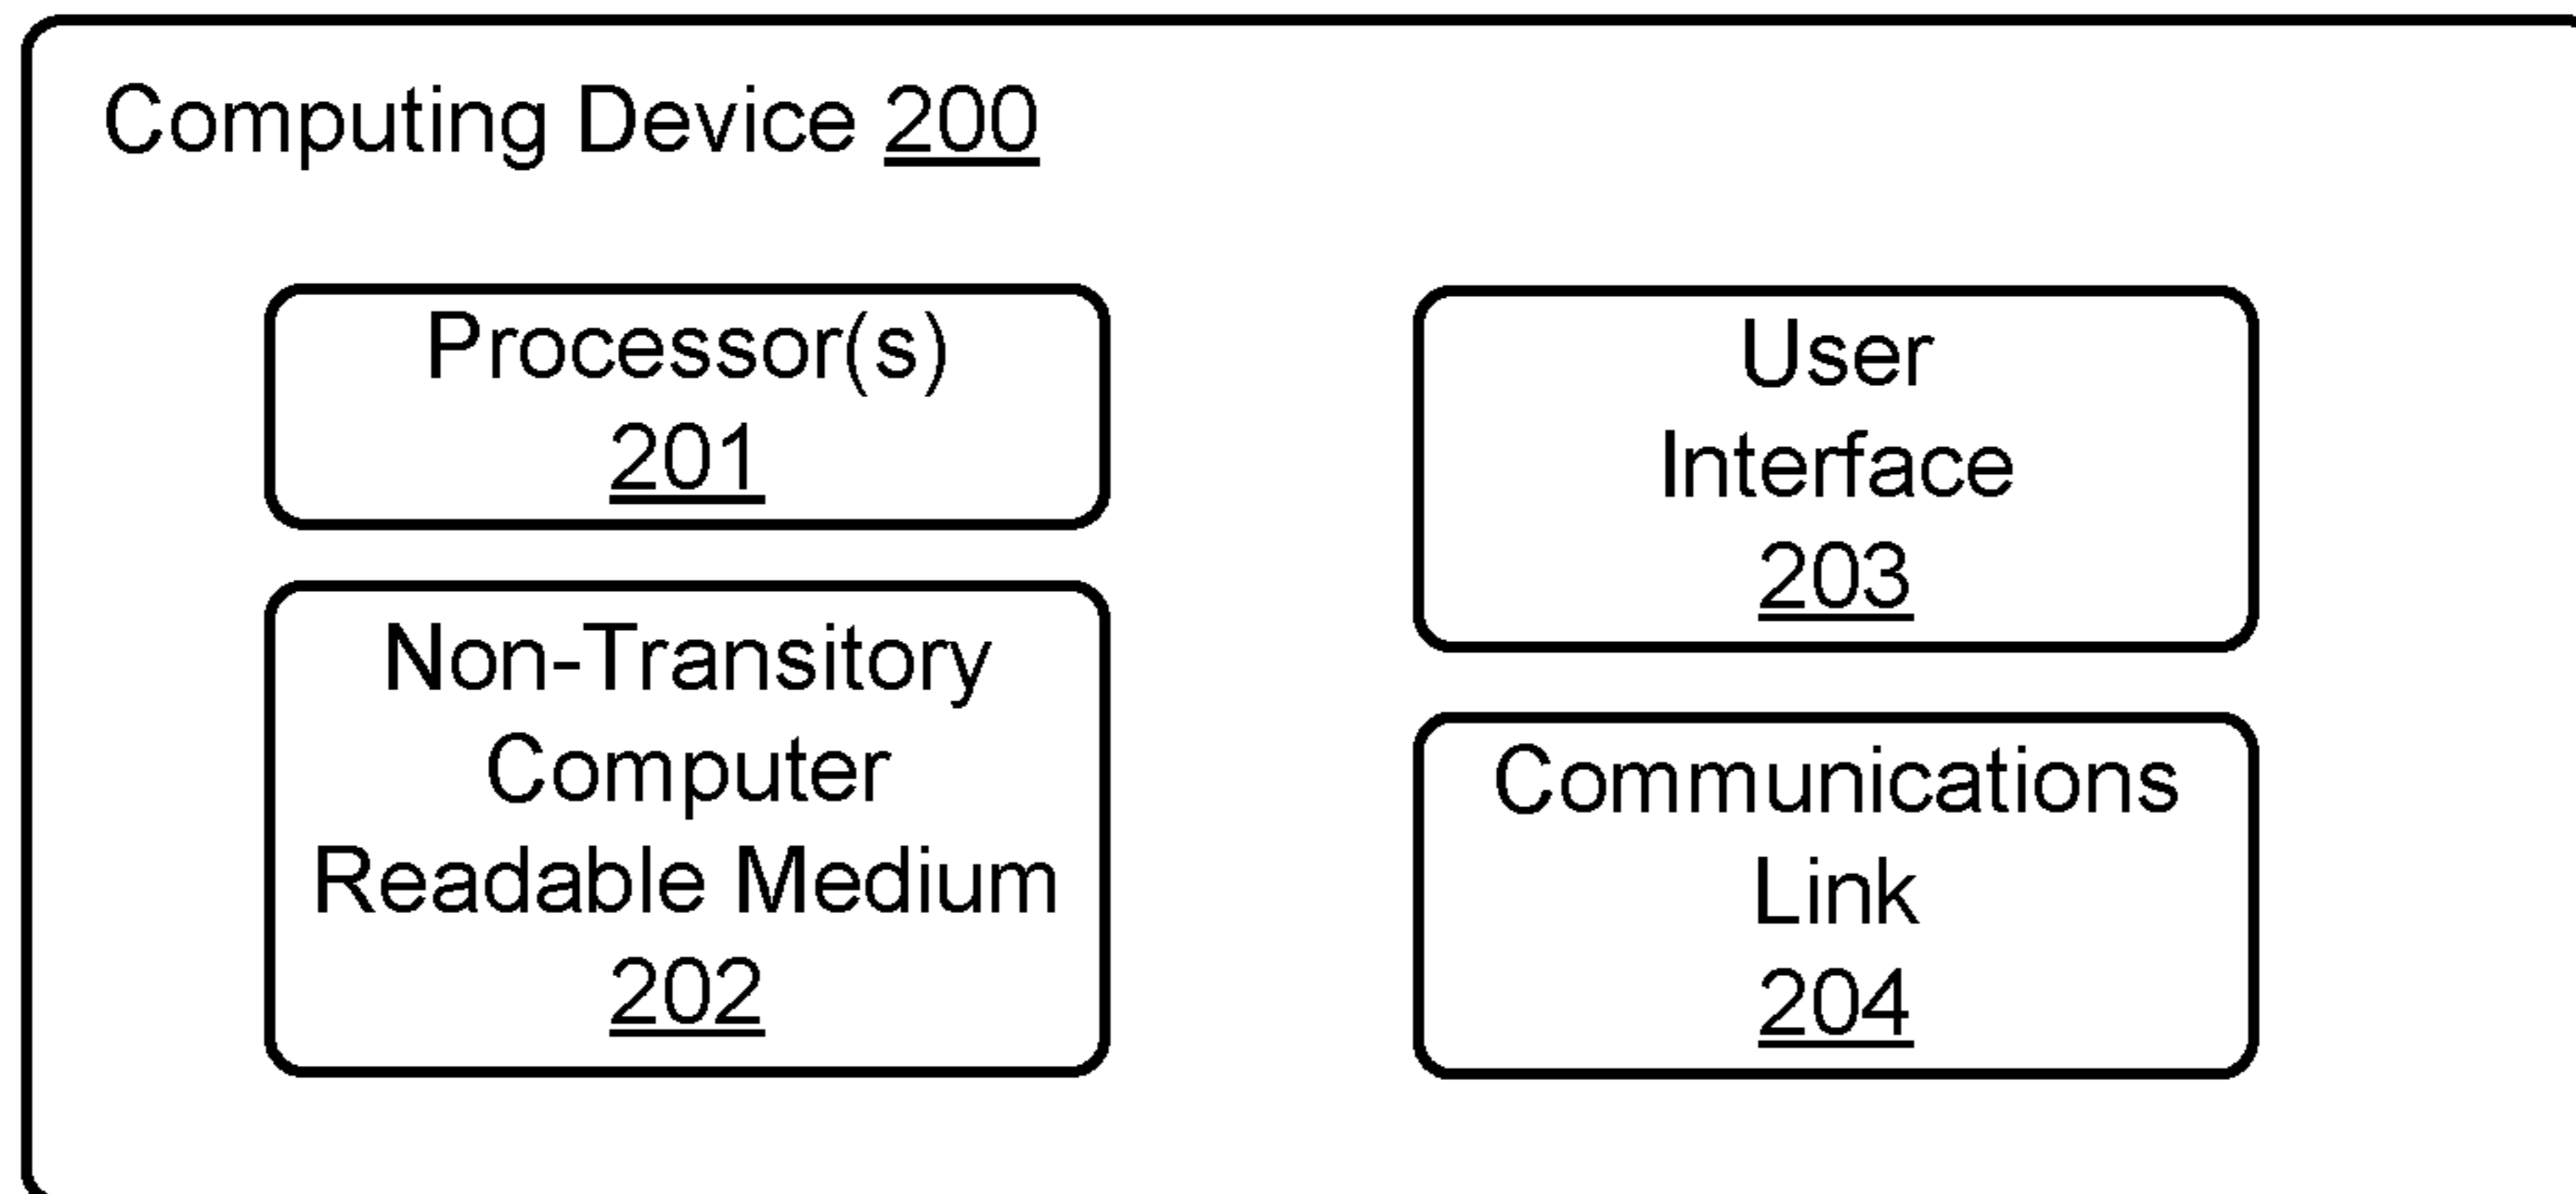 Computing Device 200
Processor(s)
201
Non-Transitory
Computer
Readable Medium
202
User
Interface
203
Communications
Link
204